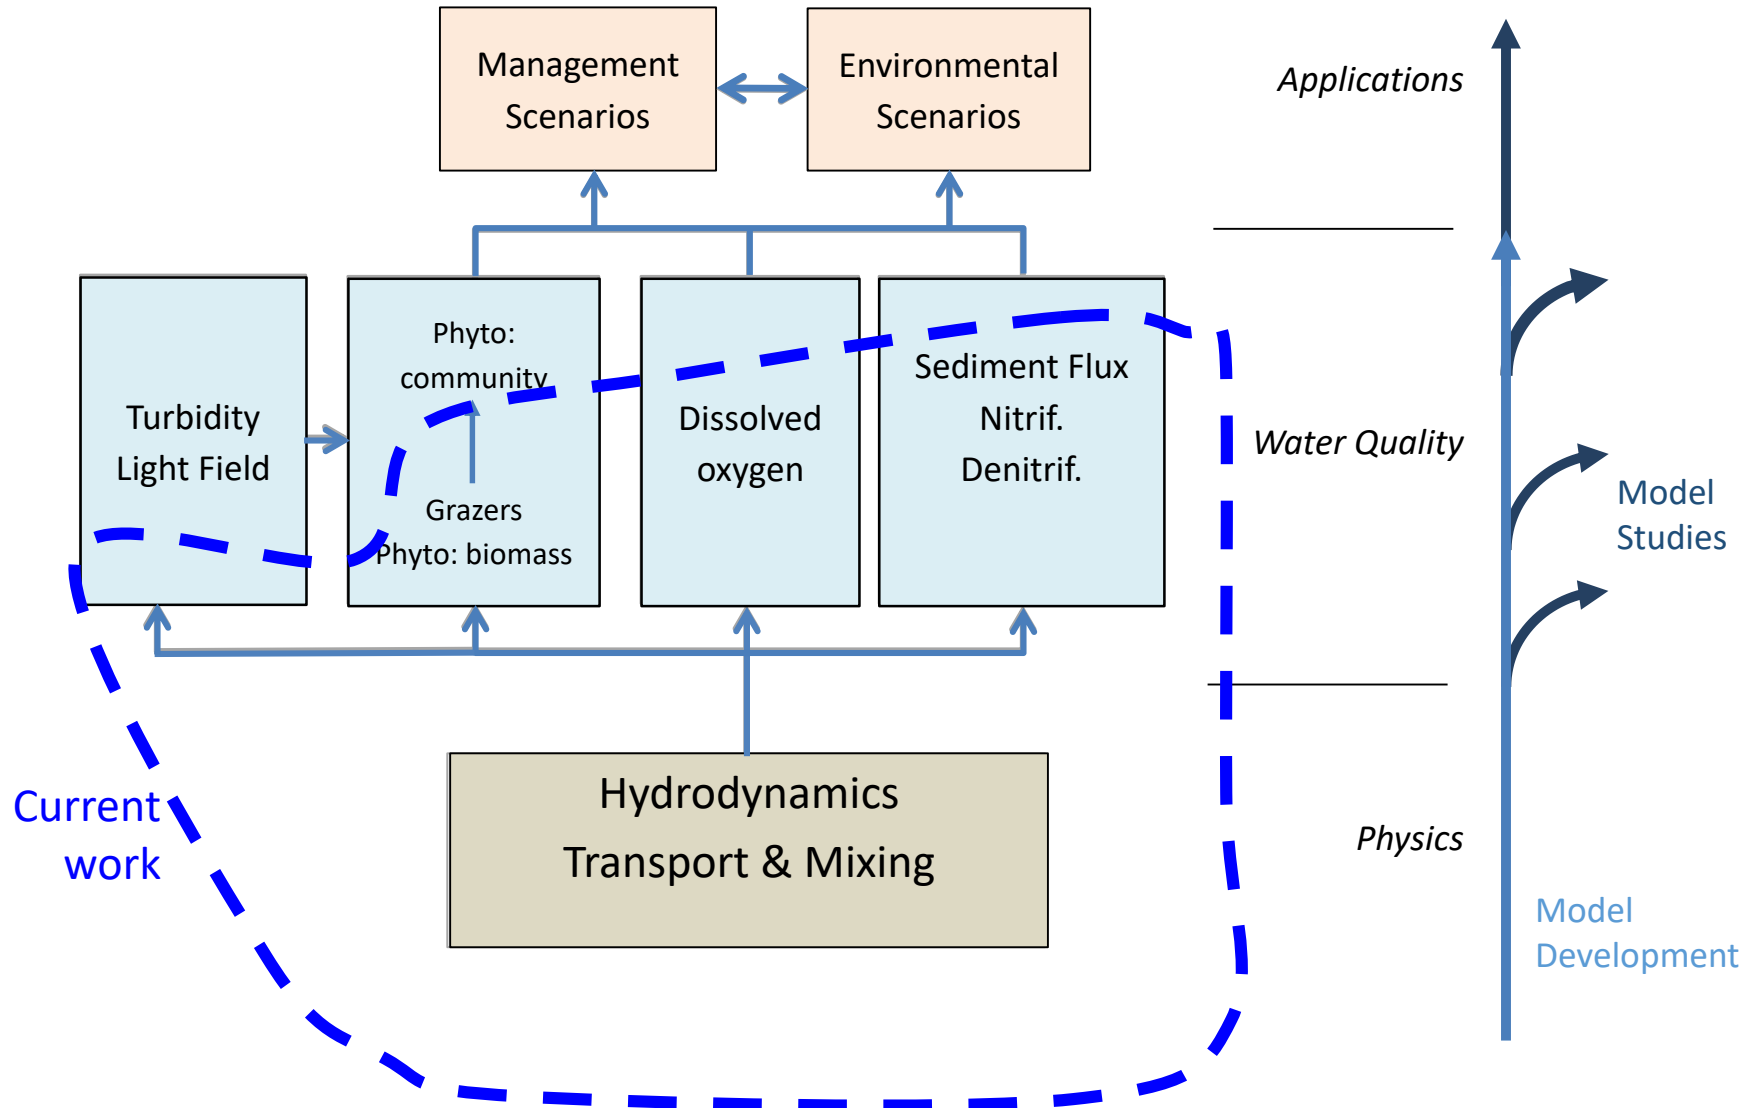 Management
Scenarios
Environmental
Scenarios
Applications
Turbidity
Light Field
Phyto:
community
Grazers
Phyto: biomass
Dissolved
oxygen
Sediment Flux
Nitrif.
Denitrif.
Water Quality
Model
Studies
Current
work
Hydrodynamics
Transport & Mixing
Physics
Model
Development